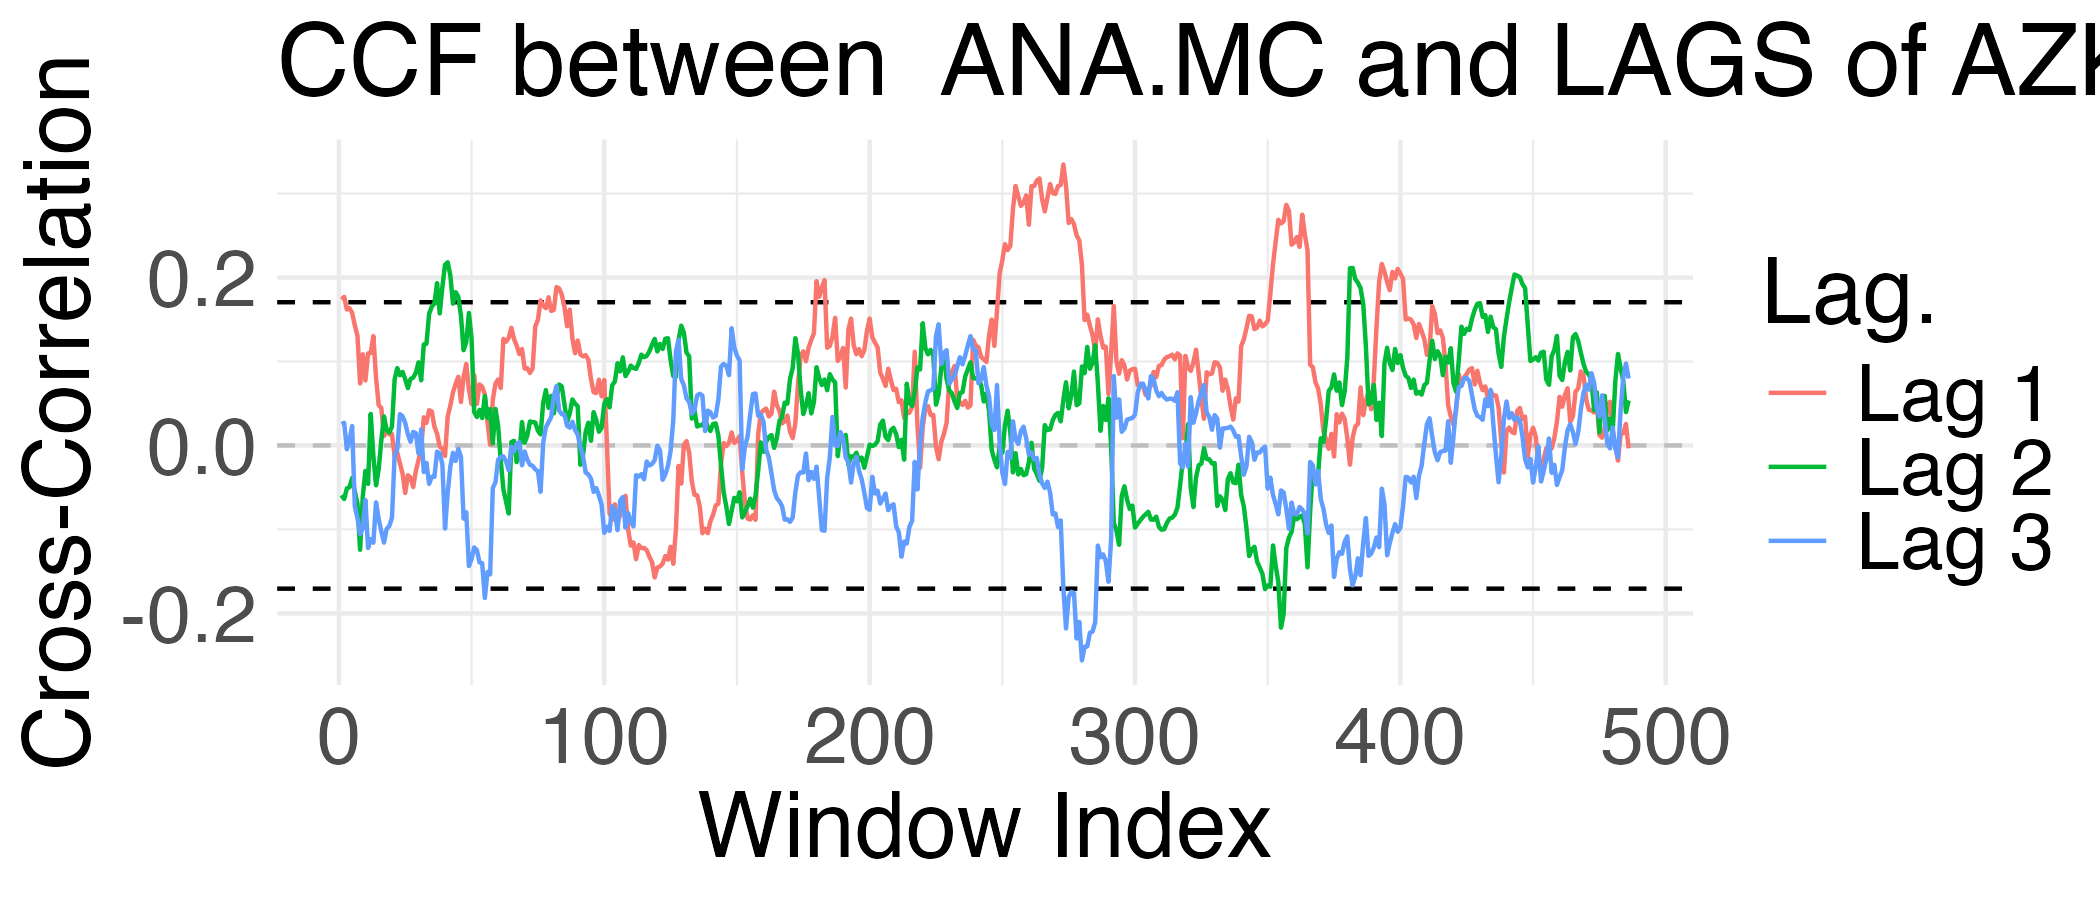 CCF between  ANA.MC and LAGS of
Cross-Correlation
0.2
0.0
-0.2
0 100 200 300 400 500
Window Index
Lag.
Lag 1
Lag 2
Lag 3